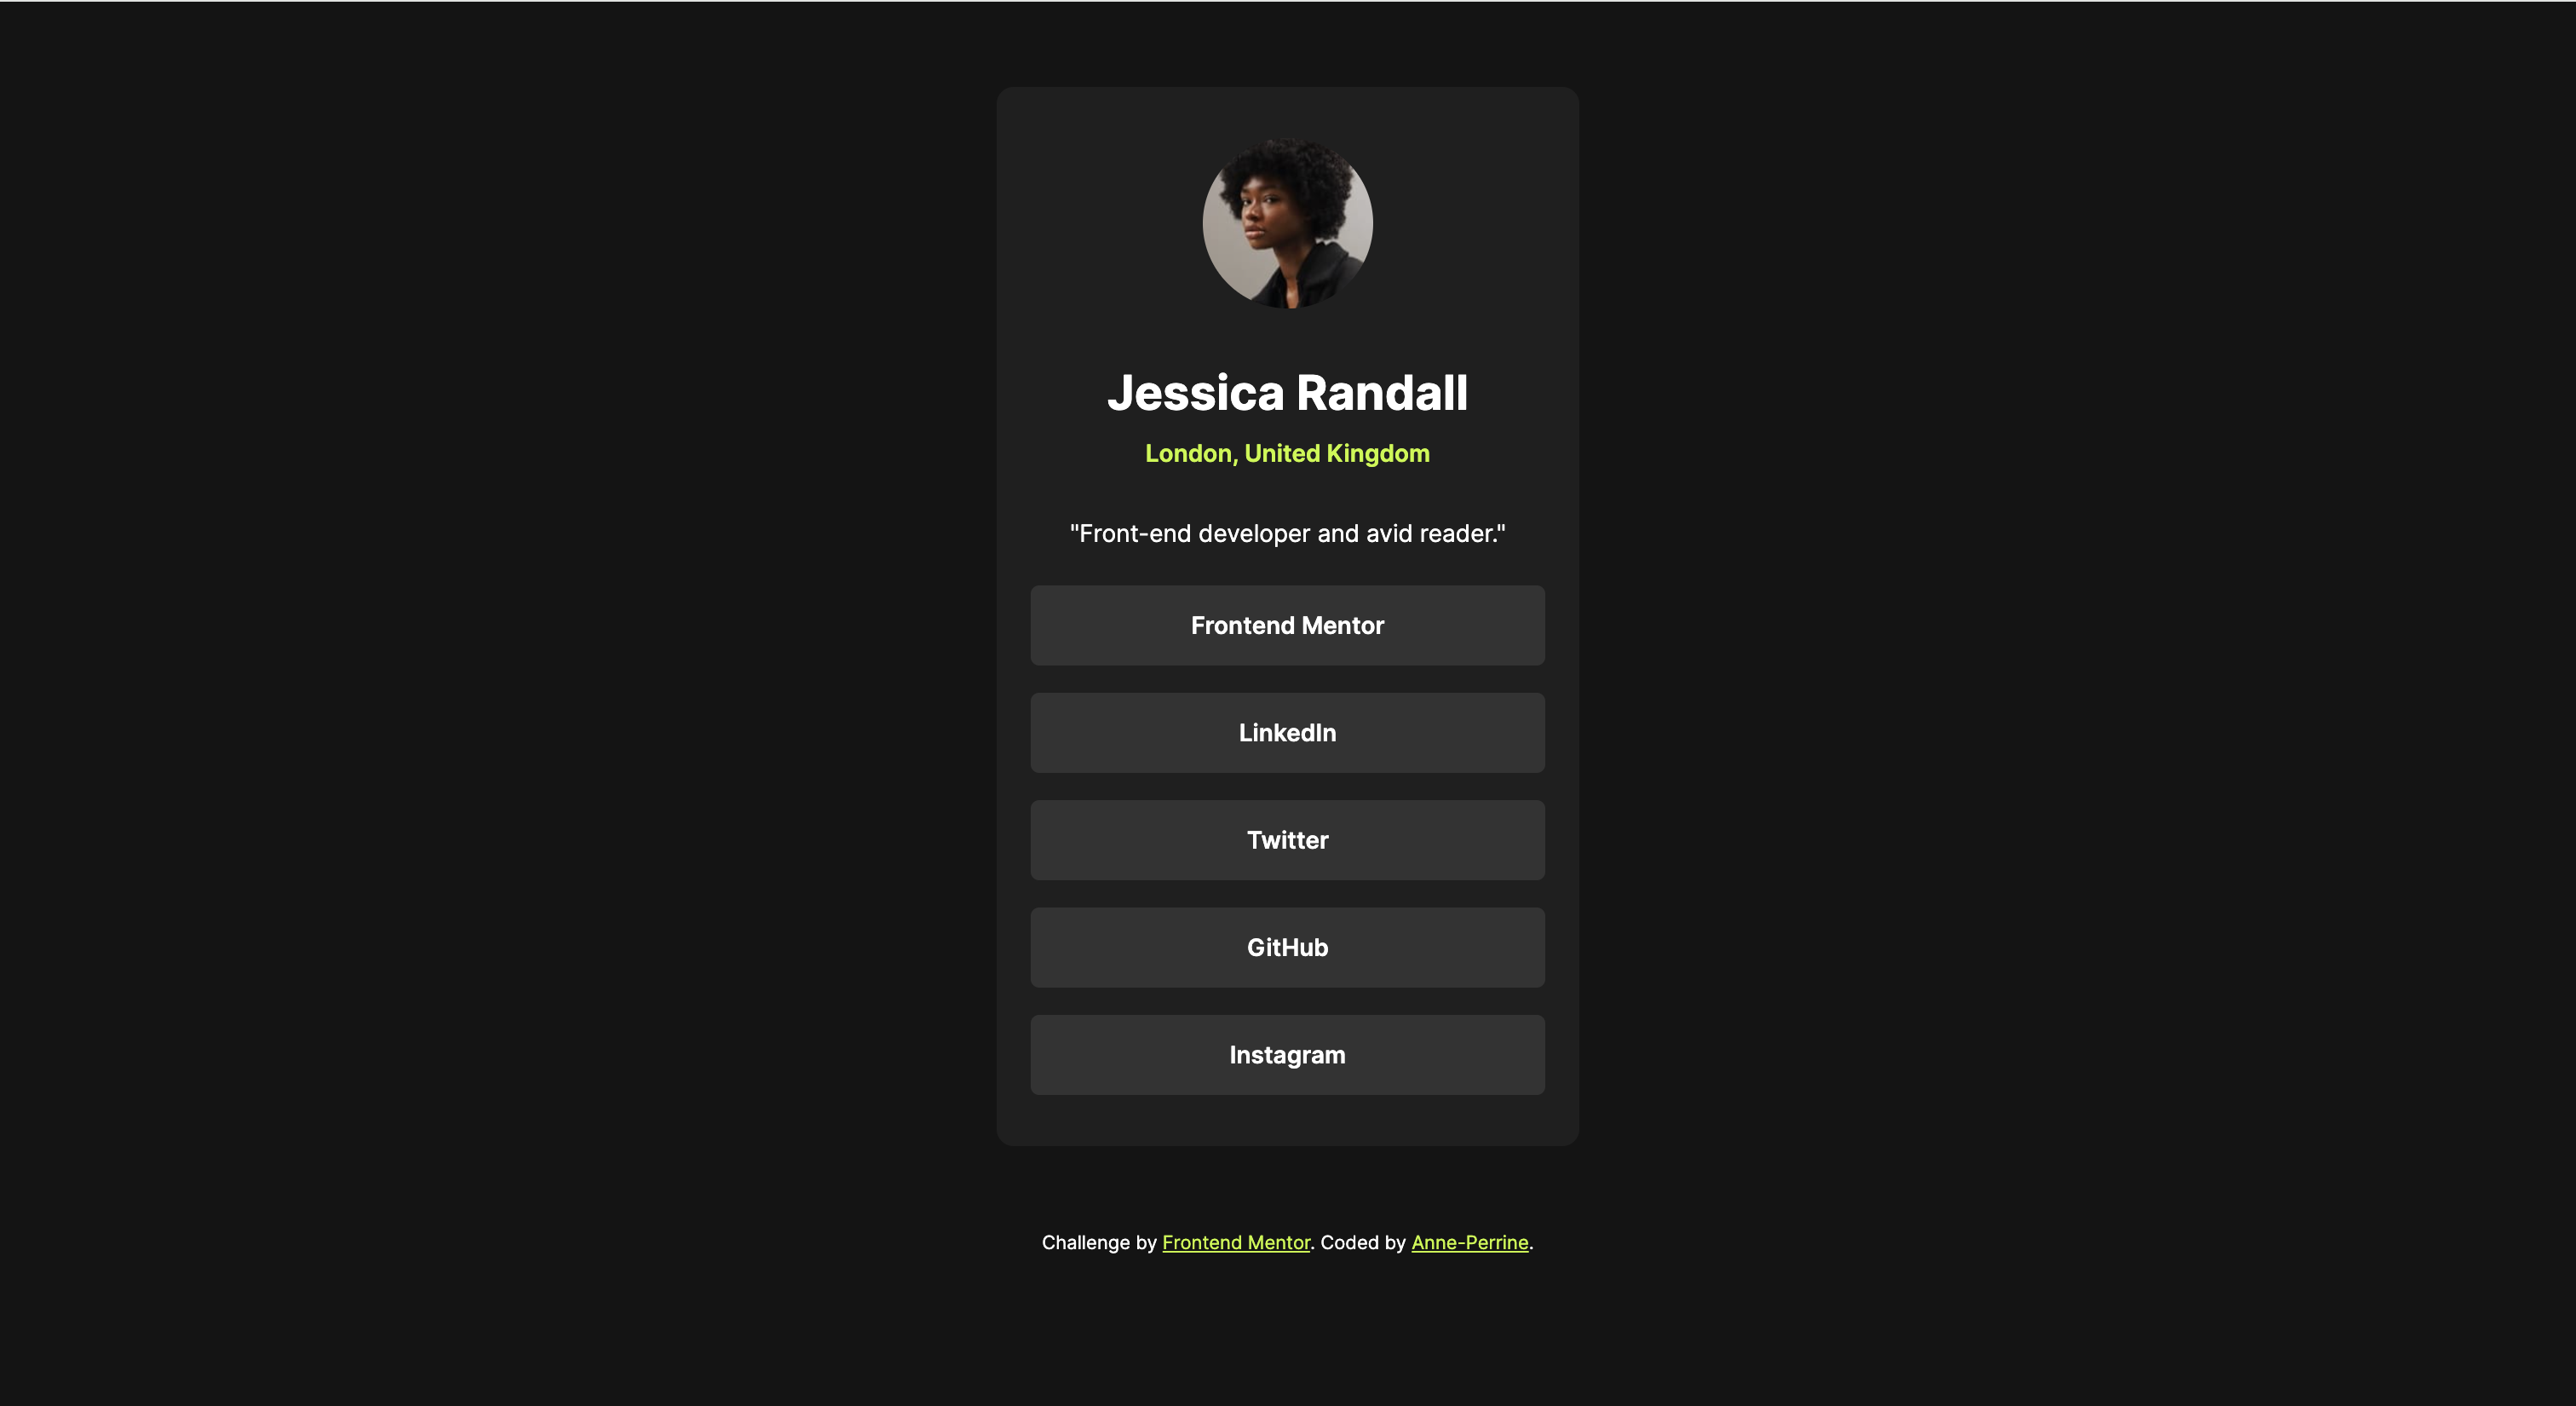 Jessica Randall
London, United Kingdom
"Front-end developer and avid reader."
Frontend Mentor
LinkedIn
Twitter
GitHub
Instagram
Challenge by Frontend Mentor. Coded by Anne-Perrine.